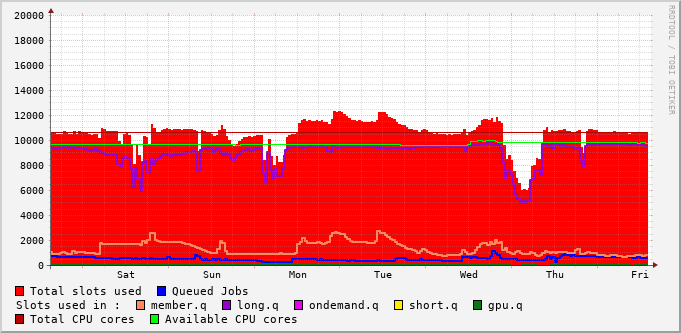 20000
18000
16000
14000
12000
10000
8000
6000
4000
2000
0
Sat Sun Mon Tue Wed Thu Fri
Total slots used Queued Jobs
Slots used in : member.q long.q ondemand.q short.q gpu.q
Total CPU cores Available CPU cores
RRDTOOL / TOBI OETIKER